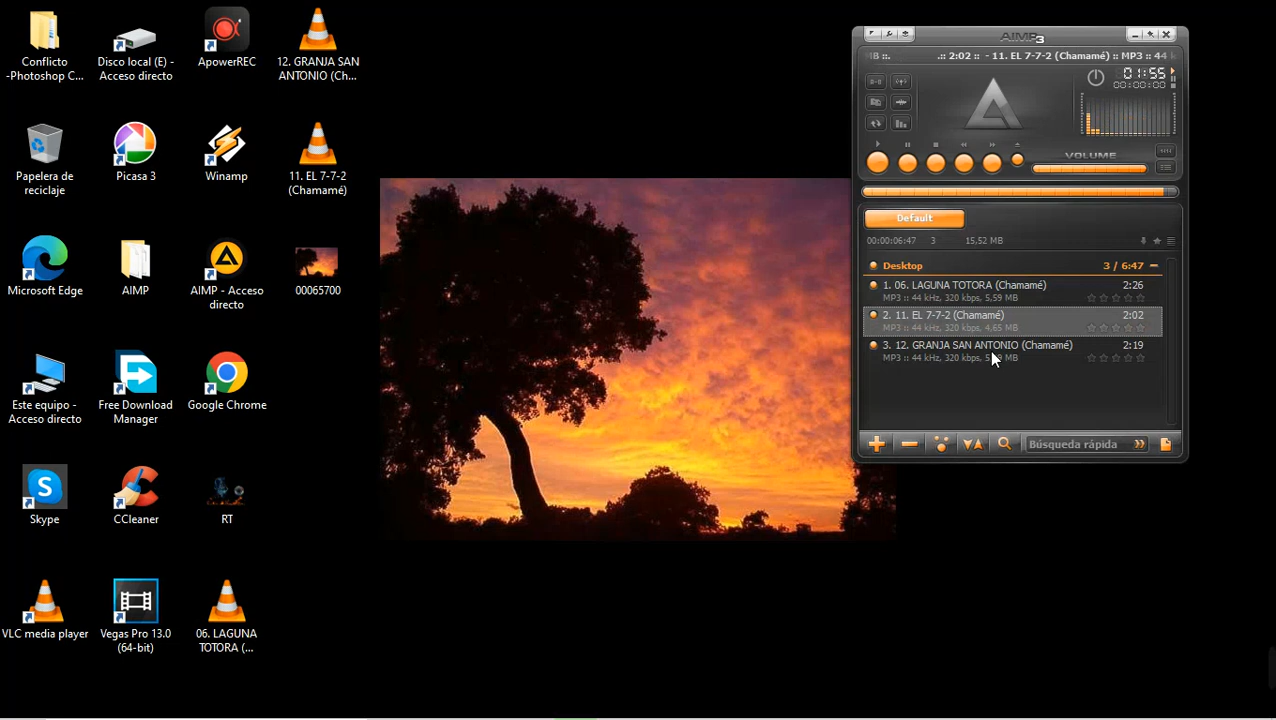 Conflicto
-Photoshop C...
Disco local (E) -
Acceso directo
ApowerREC
12. GRANJA SAN
ANTONIO (Ch...
Papelera de
reciclaje
Picasa 3
Winamp
11. EL 7-7-2
(Chamamé)
Microsoft Edge
AIMP
AIMP - Acceso
directo
00065700
Este equipo -
Acceso directo
Free Download
Manager
Google Chrome
Skype
CCleaner
RT
VLC media player
Vegas Pro 13.0
(64-bit)
06. LAGUNA
TOTORA (...
AIMP3
MB ::. .:: 2:02 :: - 11. EL 7-7-2 (Chamamé) :: MP3 :: 44 k
01:55
00:00:00
VOLUME
Default
00:00:06:47 3 15,52 MB
Desktop 3 / 6:47
1. 06. LAGUNA TOTORA (Chamamé) 2:26
MP3 :: 44 kHz, 320 kbps, 5,59 MB
2. 11. EL 7-7-2 (Chamamé) 2:02
MP3 :: 44 kHz, 320 kbps, 4,65 MB
3. 12. GRANJA SAN ANTONIO (Chamamé) 2:19
MP3 :: 44 kHz, 320 kbps, MB
Búsqueda rápida